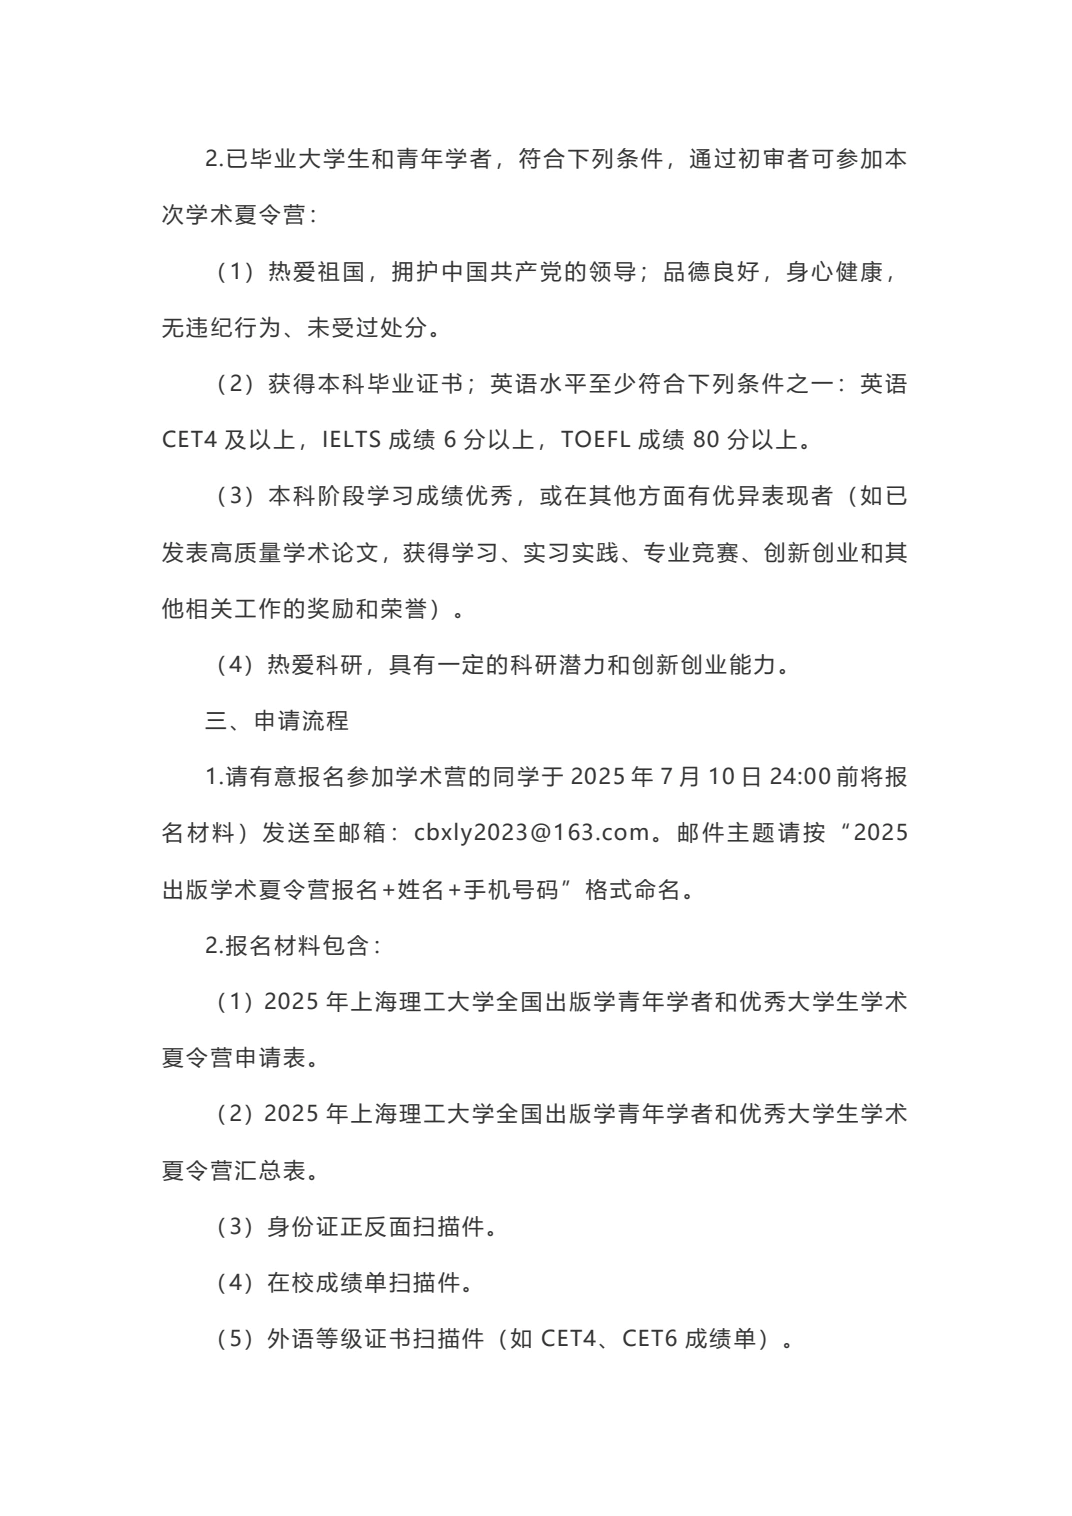 2.已毕业大学生和青年学者，符合下列条件，通过初审者可参加本
次学术夏令营：
（1）热爱祖国，拥护中国共产党的领导；品德良好，身心健康，
无违纪行为、未受过处分。
（2）获得本科毕业证书；英语水平至少符合下列条件之一：英语
CET4 及以上，IELTS 成绩 6 分以上，TOEFL 成绩 80 分以上。
（3）本科阶段学习成绩优秀，或在其他方面有优异表现者（如已
发表高质量学术论文，获得学习、实习实践、专业竞赛、创新创业和其
他相关工作的奖励和荣誉）。
（4）热爱科研，具有一定的科研潜力和创新创业能力。
三、申请流程
1.请有意报名参加学术营的同学于 2025 年 7 月 10 日 24:00 前将报
名材料）发送至邮箱：cbxly2023@163.com。邮件主题请按“2025
出版学术夏令营报名+姓名+手机号码”格式命名。
2.报名材料包含：
（1）2025 年上海理工大学全国出版学青年学者和优秀大学生学术
夏令营申请表。
（2）2025 年上海理工大学全国出版学青年学者和优秀大学生学术
夏令营汇总表。
（3）身份证正反面扫描件。
（4）在校成绩单扫描件。
（5）外语等级证书扫描件（如 CET4、CET6 成绩单）。